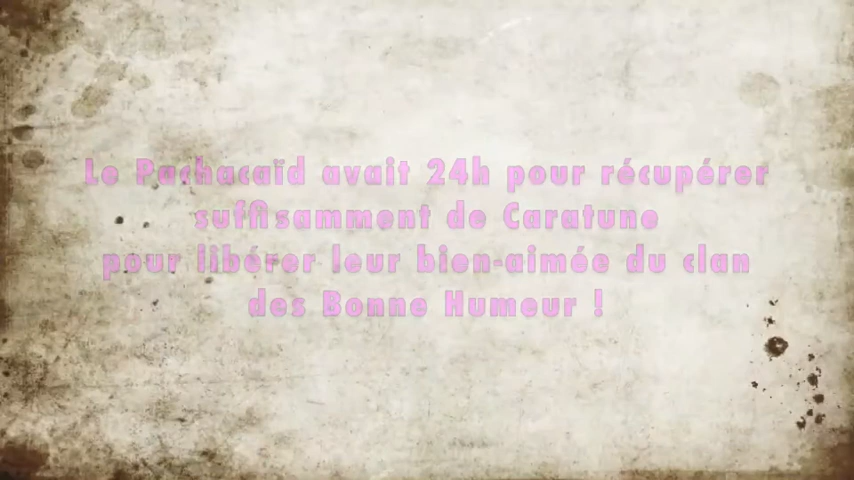 Le Pachacaïd avait 24h pour récupérer
suffisamment de Caratune
pour libérer leur bien-aimée du clan
des Bonne Humeur !